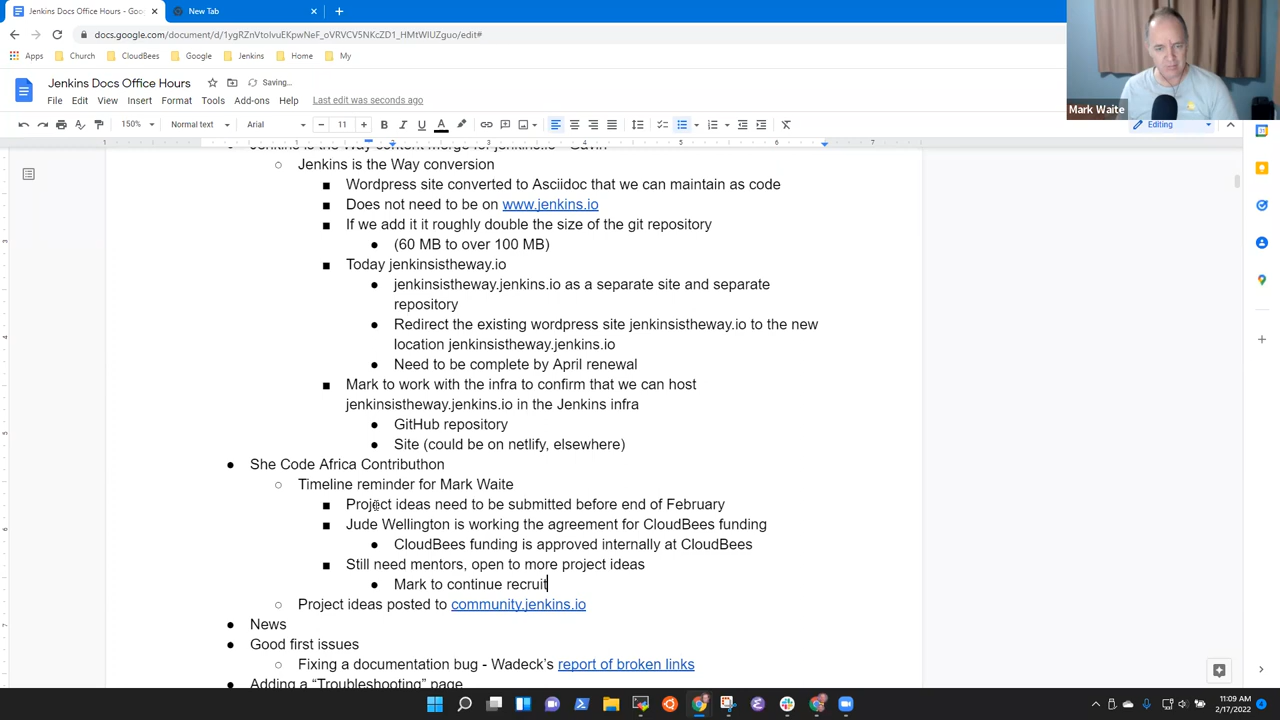 Jenkins Docs Office Hours - Goo
New Tab
docs.google.com/document/d/1ygRZnVtoIvuEKpwNeF_oVRVCV5NKcZD1_HMtWIUZguo/edit#
Apps Church CloudBees Google Jenkins Home My
Mark Waite
Jenkins Docs Office Hours
Saving...
File Edit View Insert Format Tools Add-ons Help Last edit was seconds ago
150% Normal text Arial 11 Editing
Jenkins is the Way conversion
Wordpress site converted to Asciidoc that we can maintain as code
Does not need to be on www.jenkins.io
If we add it it roughly double the size of the git repository
(60 MB to over 100 MB)
Today jenkinsistheway.io
jenkinsistheway.jenkins.io as a separate site and separate
repository
Redirect the existing wordpress site jenkinsistheway.io to the new
location jenkinsistheway.jenkins.io
Need to be complete by April renewal
Mark to work with the infra to confirm that we can host
jenkinsistheway.jenkins.io in the Jenkins infra
GitHub repository
Site (could be on netlify, elsewhere)
She Code Africa Contributhon
Timeline reminder for Mark Waite
Project ideas need to be submitted before end of February
Jude Wellington is working the agreement for CloudBees funding
CloudBees funding is approved internally at CloudBees
Still need mentors, open to more project ideas
Mark to continue recruit
Project ideas posted to community.jenkins.io
News
Good first issues
Fixing a documentation bug - Wadeck's report of broken links
Adding a “Troubleshooting” page
11:09 AM
2/17/2022